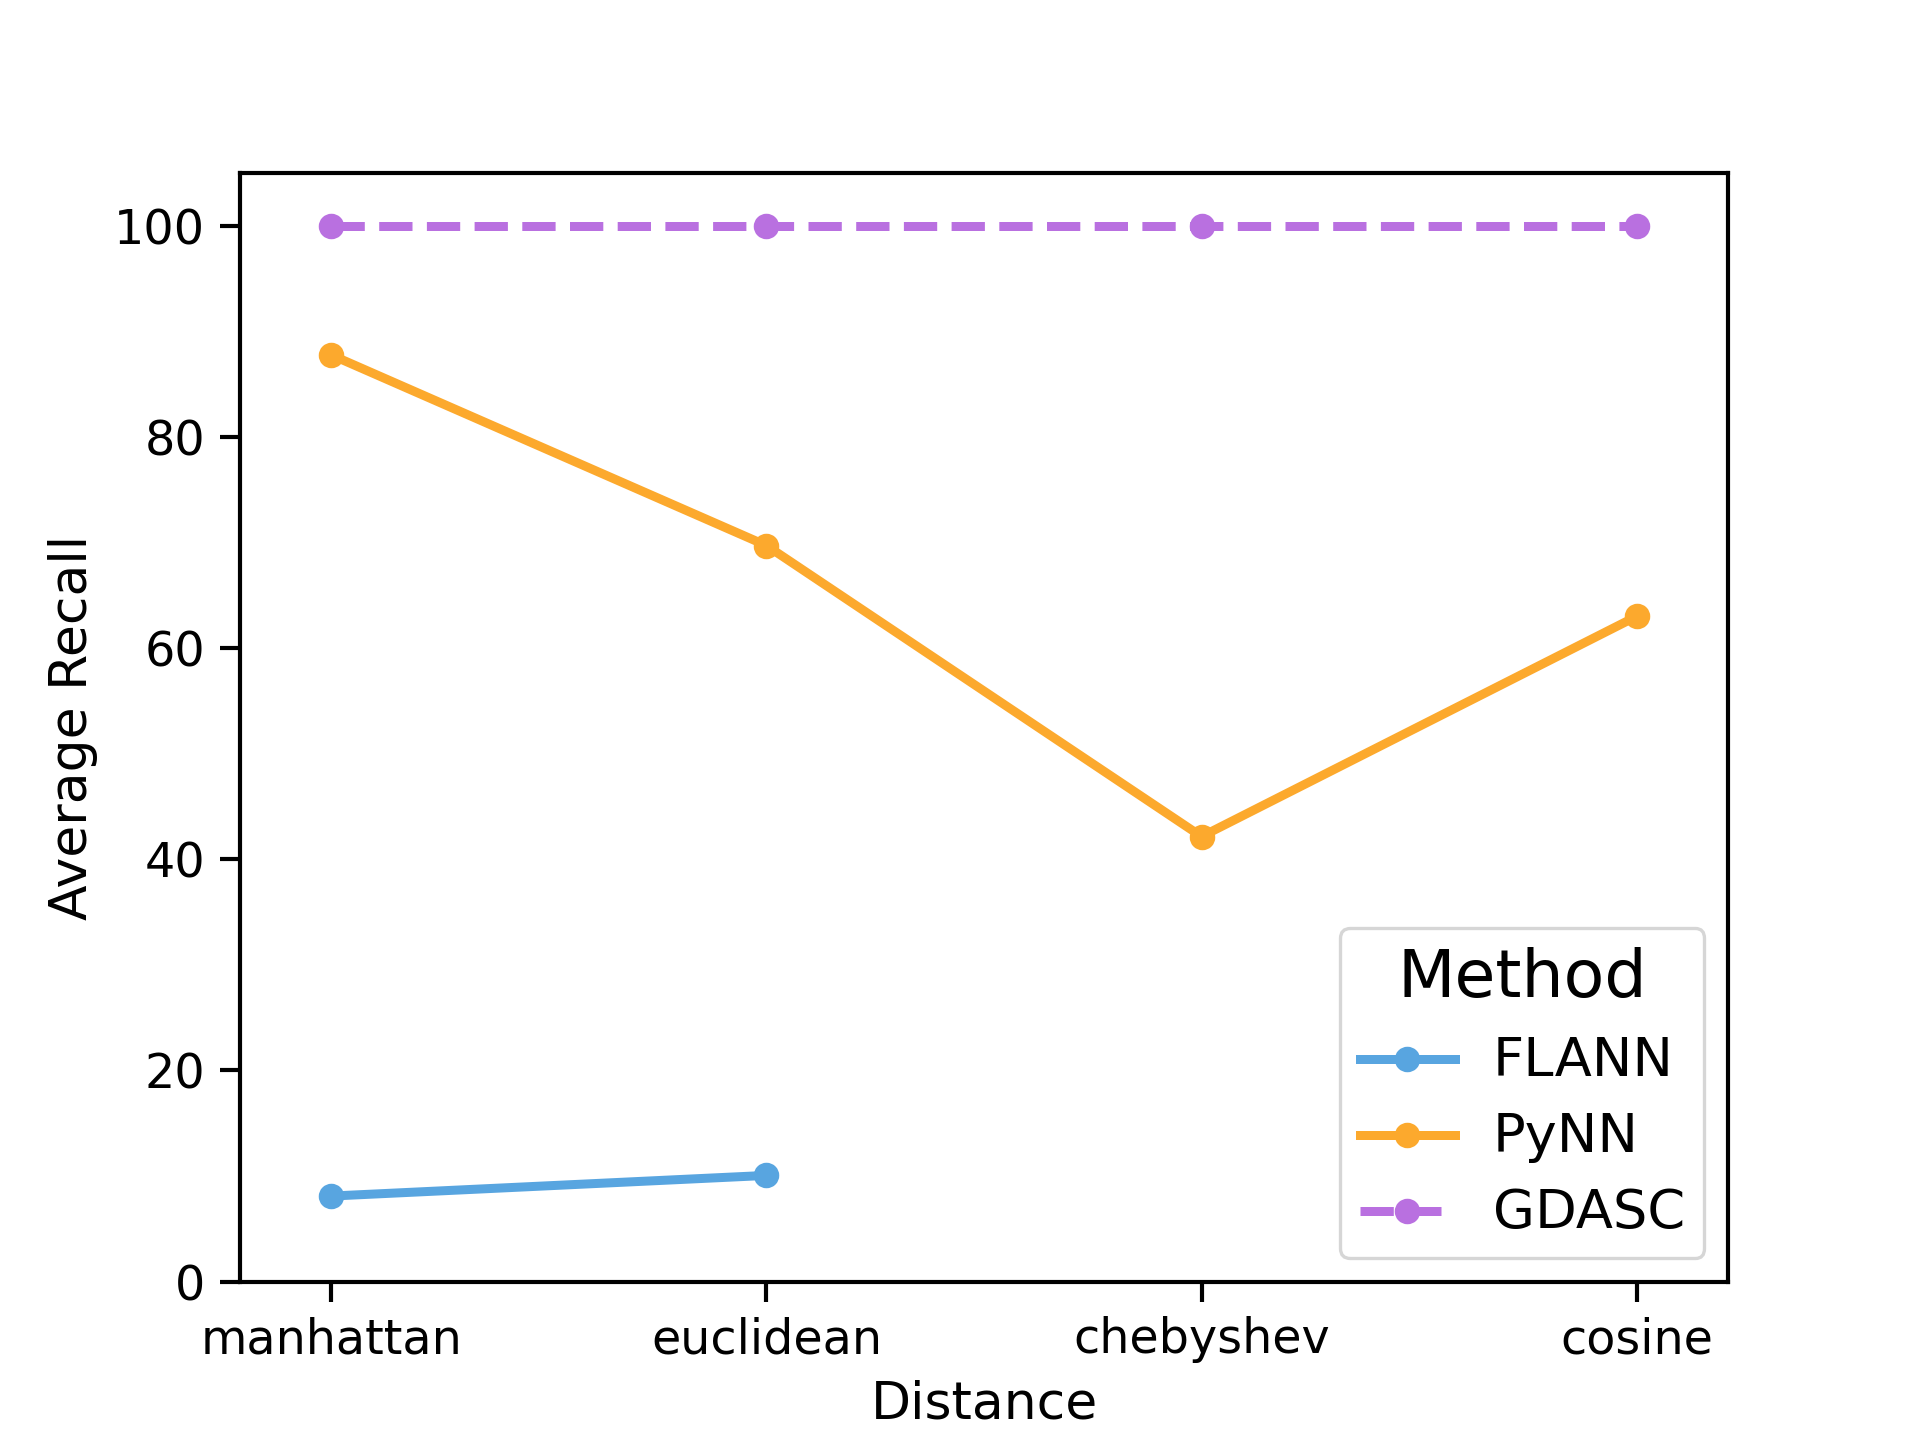 100
80
60
40
20
0
Average Recall
manhattan euclidean chebyshev cosine
Distance
Method
FLANN
PyNN
GDASC